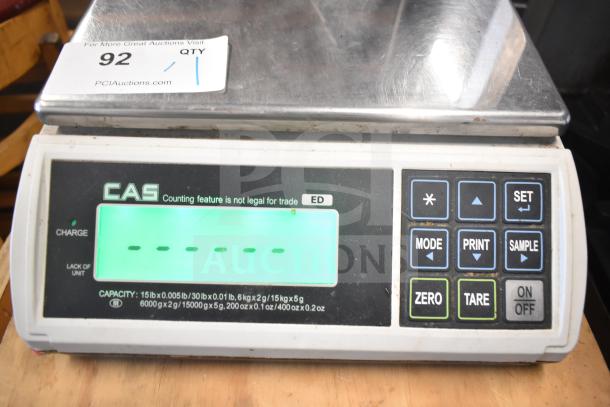 For More Great Auctions Visit
92 QTY 1
PCIAuctions.com
PCI
AUCTIONS
CAS Counting feature is not legal for trade ED
CHARGE
LACK OF
UNIT
- - - - - -
CAPACITY: 15lb x 0.005lb/30lb x 0.01lb, 6kg x 2g/15kg x 5g
6000g x 2g/15000g x 5g, 200oz x 0.1oz/400oz x 0.2oz
* ▲ SET ↵
MODE ◄ PRINT ▼ SAMPLE ►
ZERO TARE ON
OFF